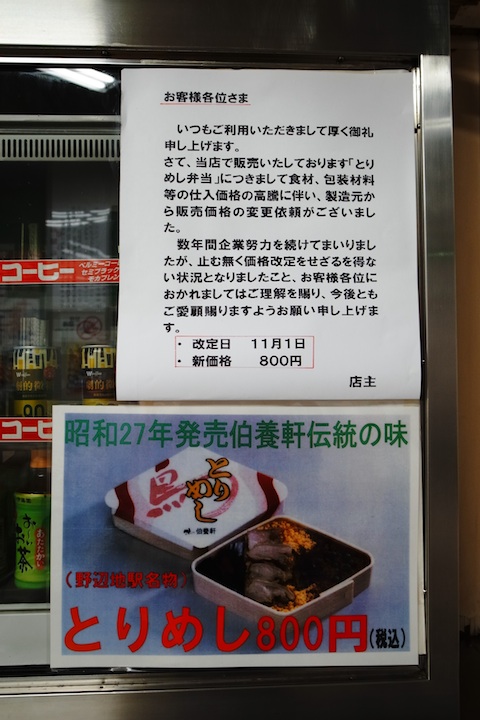 お客様各位さま
いつもご利用いただきまして厚く御礼
申し上げます。
さて、当店で販売いたしております「とり
めし弁当」につきまして食材、包装材料
等の仕入価格の高騰に伴い、製造元か
ら販売価格の変更依頼がございまし
た。
数年間企業努力を続けてまいりまし
たが、止む無く価格改定をせざるを得な
い状況となりましたこと、お客様各位に
おかれましてはご理解を賜り、今後とも
ご愛顧賜りますようお願い申し上げま
す。
・ 改定日 11月1日
・ 新価格 800円
店主
コーヒー
コーヒ
お〜いお茶
あたたかい
昭和27年発売伯養軒伝統の味
鳥
とり
めし
伯養軒
(野辺地駅名物)
とりめし800円(税込)